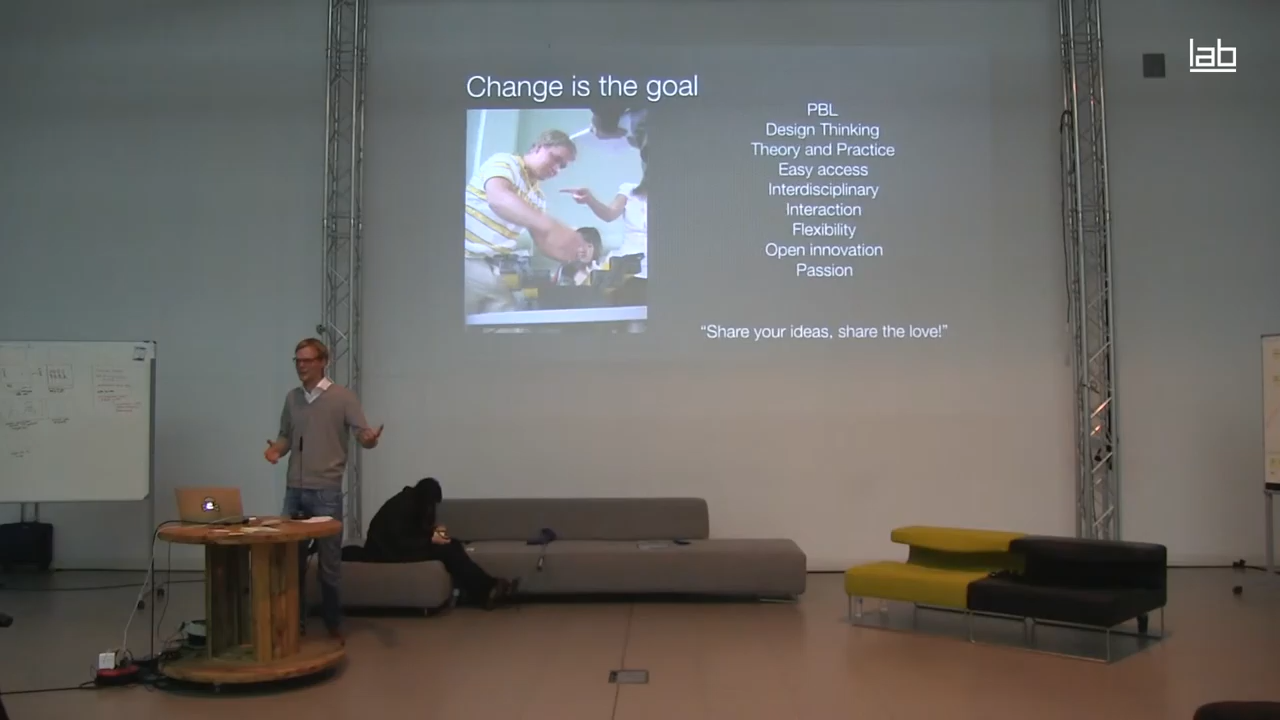 lab
Change is the goal
PBL
Design Thinking
Theory and Practice
Easy access
Interdisciplinary
Interaction
Flexibility
Open innovation
Passion
“Share your ideas, share the love!”